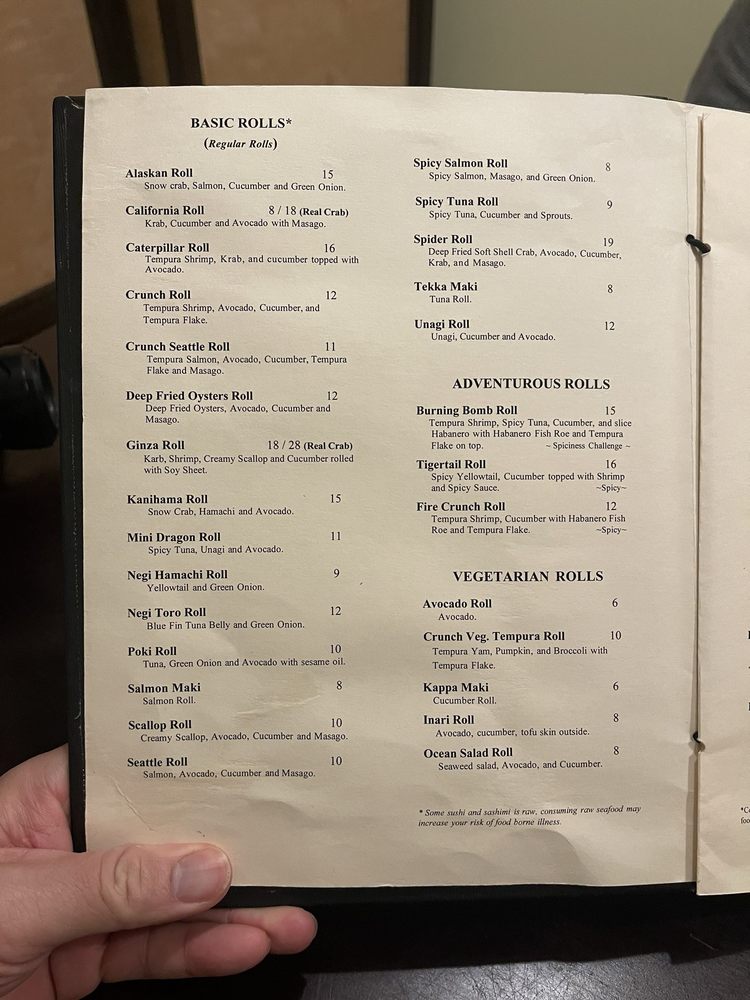 BASIC ROLLS*
(Regular Rolls)
Alaskan Roll 15
Snow crab, Salmon, Cucumber and Green Onion.
California Roll 8 / 18 (Real Crab)
Krab, Cucumber and Avocado with Masago.
Caterpillar Roll 16
Tempura Shrimp, Krab, and cucumber topped with
Avocado.
Crunch Roll 12
Tempura Shrimp, Avocado, Cucumber, and
Tempura Flake.
Crunch Seattle Roll 11
Tempura Salmon, Avocado, Cucumber, Tempura
Flake and Masago.
Deep Fried Oysters Roll 12
Deep Fried Oysters, Avocado, Cucumber and
Masago.
Ginza Roll 18 / 28 (Real Crab)
Karb, Shrimp, Creamy Scallop and Cucumber rolled
with Soy Sheet.
Kanihama Roll 15
Snow Crab, Hamachi and Avocado.
Mini Dragon Roll 11
Spicy Tuna, Unagi and Avocado.
Negi Hamachi Roll 9
Yellowtail and Green Onion.
Negi Toro Roll 12
Blue Fin Tuna Belly and Green Onion.
Poki Roll 10
Tuna, Green Onion and Avocado with sesame oil.
Salmon Maki 8
Salmon Roll.
Scallop Roll 10
Creamy Scallop, Avocado, Cucumber and Masago.
Seattle Roll 10
Salmon, Avocado, Cucumber and Masago.
Spicy Salmon Roll 8
Spicy Salmon, Masago, and Green Onion.
Spicy Tuna Roll 9
Spicy Tuna, Cucumber and Sprouts.
Spider Roll 19
Deep Fried Soft Shell Crab, Avocado, Cucumber,
Krab, and Masago.
Tekka Maki 8
Tuna Roll.
Unagi Roll 12
Unagi, Cucumber and Avocado.
ADVENTUROUS ROLLS
Burning Bomb Roll 15
Tempura Shrimp, Spicy Tuna, Cucumber, and slice
Habanero with Habanero Fish Roe and Tempura
Flake on top. ~ Spiciness Challenge ~
Tigertail Roll 16
Spicy Yellowtail, Cucumber topped with Shrimp
and Spicy Sauce. ~Spicy~
Fire Crunch Roll 12
Tempura Shrimp, Cucumber with Habanero Fish
Roe and Tempura Flake. ~Spicy~
VEGETARIAN ROLLS
Avocado Roll 6
Avocado.
Crunch Veg. Tempura Roll 10
Tempura Yam, Pumpkin, and Broccoli with
Tempura Flake.
Kappa Maki 6
Cucumber Roll.
Inari Roll 8
Avocado, cucumber, tofu skin outside.
Ocean Salad Roll 8
Seaweed salad, Avocado, and Cucumber.
* Some sushi and sashimi is raw, consuming raw seafood may
increase your risk of food borne illness.